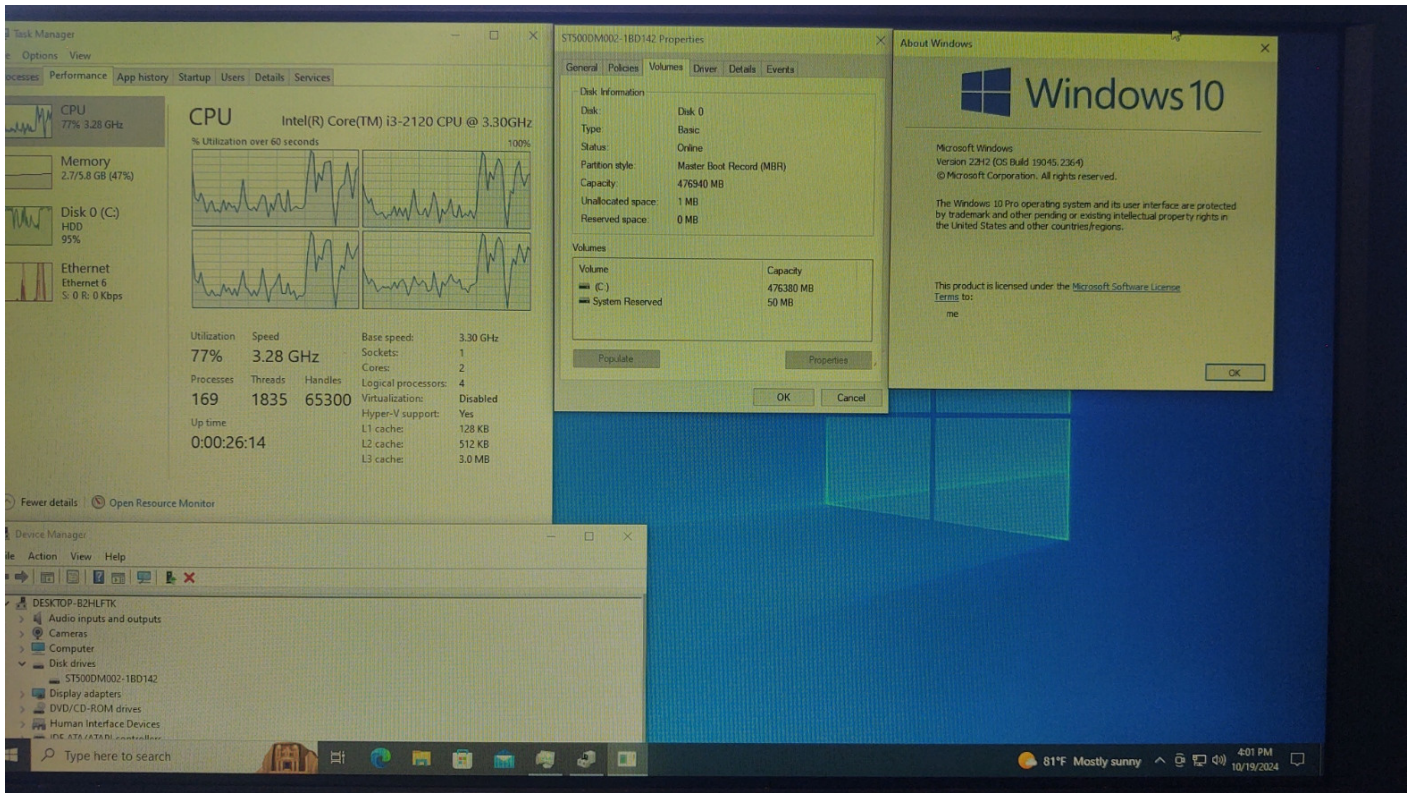 Task Manager
Options View
Performance App history Startup Users Details Services
CPU
77% 3.28 GHz
Memory
2.7/5.8 GB (47%)
Disk 0 (C:)
HDD
95%
Ethernet
Ethernet 6
S: 0 R: 0 Kbps
CPU Intel(R) Core(TM) i3-2120 CPU @ 3.30GHz
% Utilization over 60 seconds 100%
Utilization Speed
77% 3.28 GHz
Processes Threads Handles
169 1835 65300
Up time
0:00:26:14
Base speed: 3.30 GHz
Sockets: 1
Cores: 2
Logical processors: 4
Virtualization: Disabled
Hyper-V support: Yes
L1 cache: 128 KB
L2 cache: 512 KB
L3 cache: 3.0 MB
Fewer details Open Resource Monitor
ST500DM002-1BD142 Properties
General Policies Volumes Driver Details Events
Disk Information
Disk: Disk 0
Type: Basic
Status: Online
Partition style: Master Boot Record (MBR)
Capacity: 476940 MB
Unallocated space: 1 MB
Reserved space: 0 MB
Volumes
Volume Capacity
(C:) 476380 MB
System Reserved 50 MB
Populate Properties
OK Cancel
About Windows
Windows 10
Microsoft Windows
Version 22H2 (OS Build 19045.2364)
© Microsoft Corporation. All rights reserved.
The Windows 10 Pro operating system and its user interface are protected
by trademark and other pending or existing intellectual property rights in
the United States and other countries/regions.
This product is licensed under the Microsoft Software License
Terms to:
me
OK
Device Manager
Action View Help
DESKTOP-B2HLFTK
Audio inputs and outputs
Cameras
Computer
Disk drives
ST500DM002-1BD142
Display adapters
DVD/CD-ROM drives
Human Interface Devices
IDE ATA/ATAPI controllers
Type here to search
81°F Mostly sunny
4:01 PM
10/19/2024